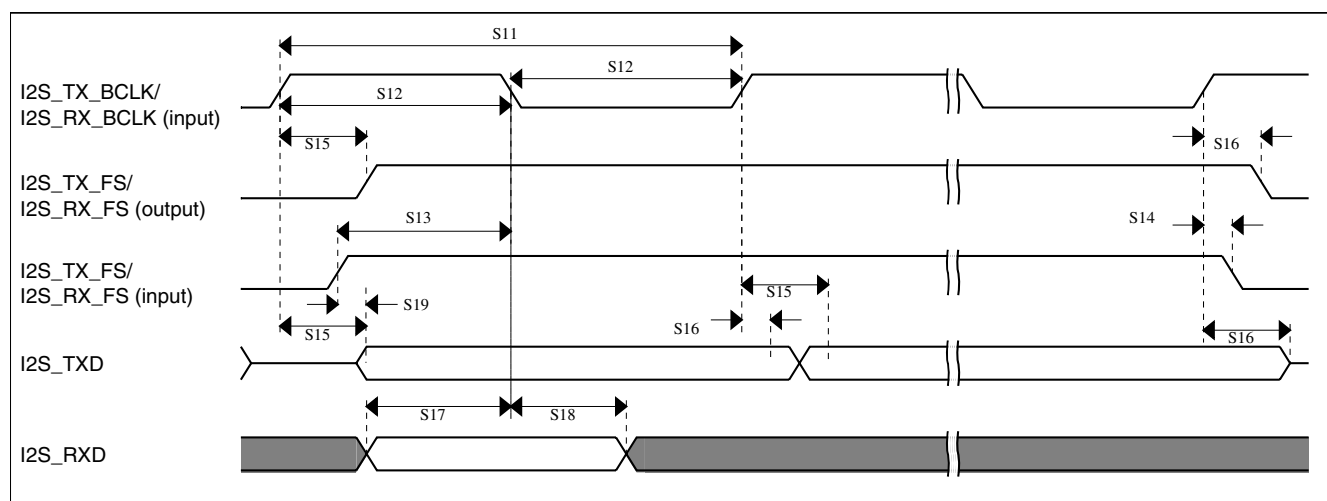 S11
I2S_TX_BCLK/
I2S_RX_BCLK (input)
S12
S12
S15
S16
I2S_TX_FS/
I2S_RX_FS (output)
S13
S14
I2S_TX_FS/
I2S_RX_FS (input)
S19
S15
S15
S16
S16
I2S_TXD
S17
S18
I2S_RXD